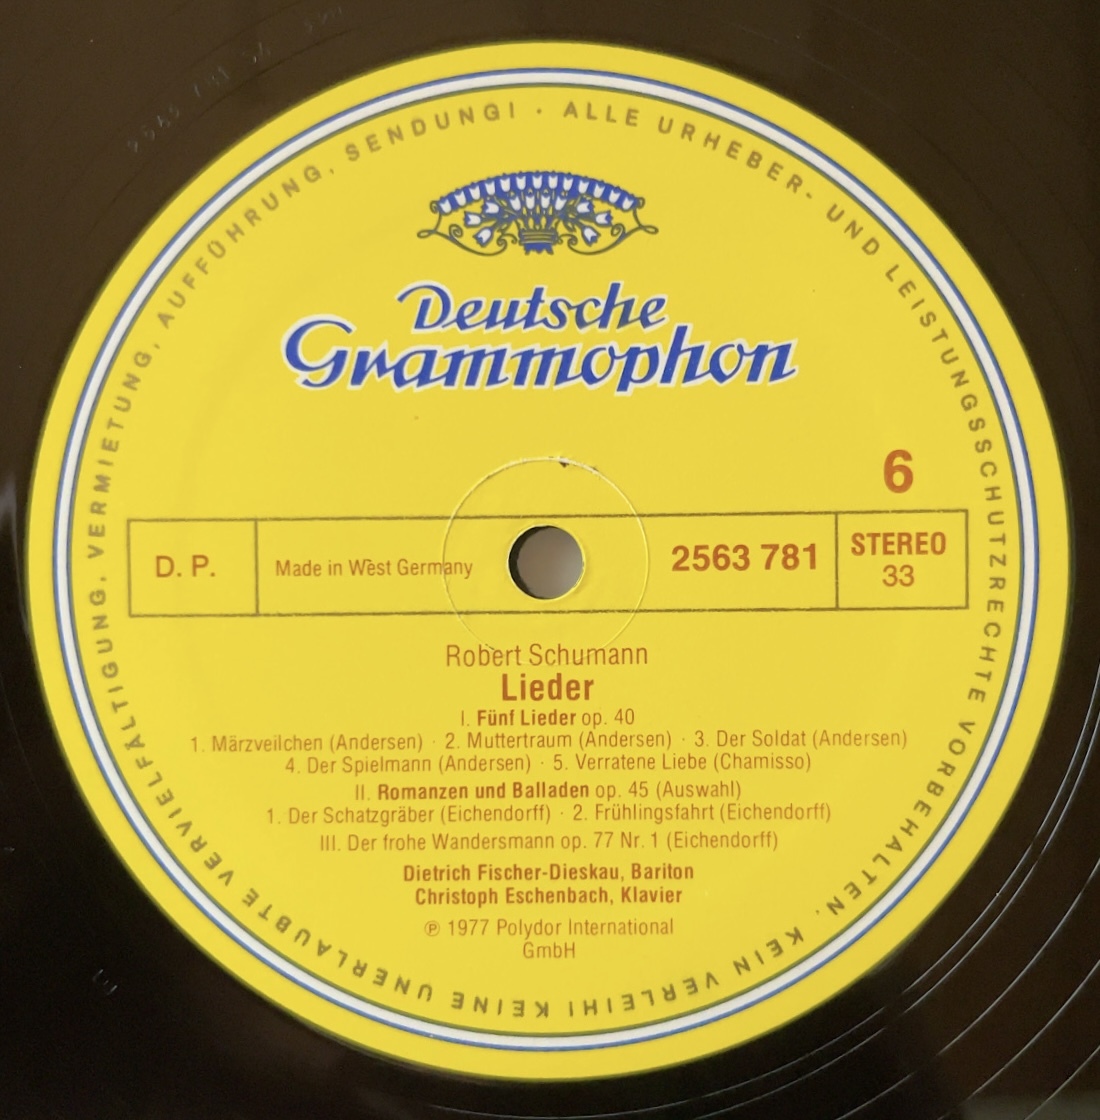 ALLE URHEBER- UND LEISTUNGSSCHUTZRECHTE VORBEHALTEN. KEIN VERLEIH! KEINE UNERLAUBTE VERVIELFÄLTIGUNG, VERMIETUNG, AUFFÜHRUNG, SENDUNG! ·
Deutsche
Grammophon
6
D. P.
Made in West Germany
2563 781
STEREO
33
Robert Schumann
Lieder
I. Fünf Lieder op. 40
1. Märzveilchen (Andersen) · 2. Muttertraum (Andersen) · 3. Der Soldat (Andersen)
4. Der Spielmann (Andersen) · 5. Verratene Liebe (Chamisso)
II. Romanzen und Balladen op. 45 (Auswahl)
1. Der Schatzgräber (Eichendorff) · 2. Frühlingsfahrt (Eichendorff)
III. Der frohe Wandersmann op. 77 Nr. 1 (Eichendorff)
Dietrich Fischer-Dieskau, Bariton
Christoph Eschenbach, Klavier
℗ 1977 Polydor International
GmbH